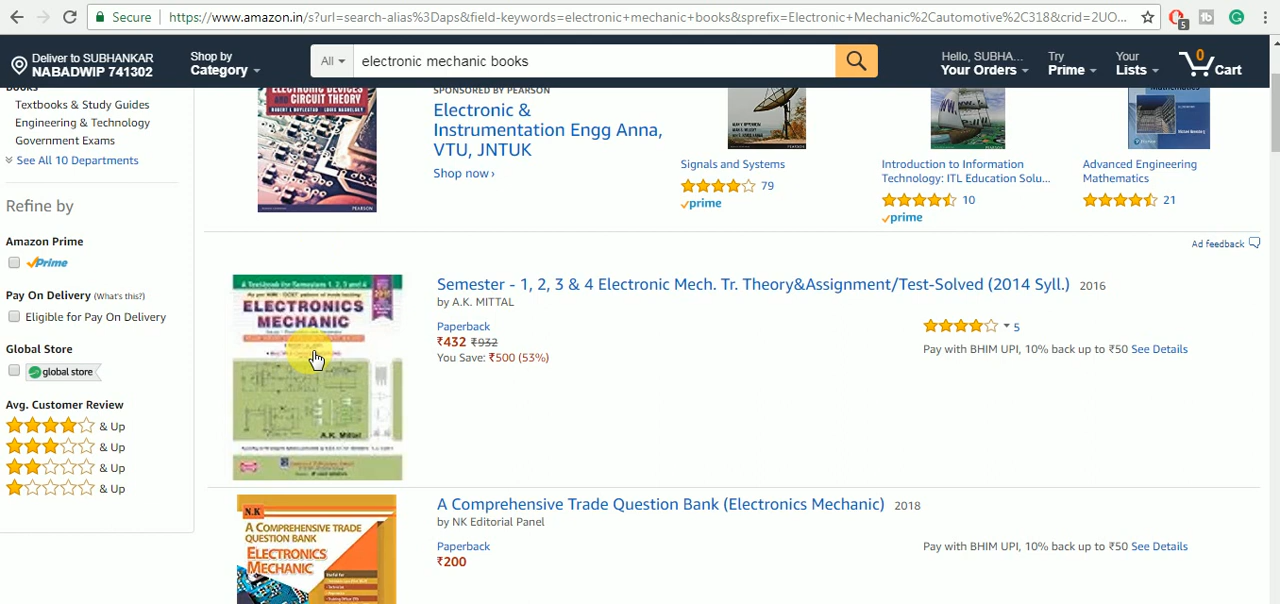 Secure
https://www.amazon.in/s?url=search-alias%3Daps&field-keywords=electronic+mechanic+books&sprefix=Electronic+Mechanic%2Cautomotive%2C318&crid=2UO...
5
Deliver to SUBHANKAR
NABADWIP 741302
Shop by
Category
All
electronic mechanic books
Hello, SUBHA...
Your Orders
Try
Prime
Your
Lists
0
Cart
Books
Textbooks & Study Guides
Engineering & Technology
Government Exams
See All 10 Departments
Refine by
Amazon Prime
Prime
Pay On Delivery (What's this?)
Eligible for Pay On Delivery
Global Store
global store
Avg. Customer Review
& Up
& Up
& Up
& Up
ELECTRONIC DEVICES
AND CIRCUIT THEORY
PEARSON
SPONSORED BY PEARSON
Electronic &
Instrumentation Engg Anna,
VTU, JNTUK
Shop now ›
Signals and Systems
79
prime
Introduction to Information
Technology: ITL Education Solu...
10
prime
Advanced Engineering
Mathematics
21
Ad feedback
A Textbook for Semesters 1, 2, 3 and 4
ELECTRONICS
MECHANIC
A.K. Mittal
Semester - 1, 2, 3 & 4 Electronic Mech. Tr. Theory&Assignment/Test-Solved (2014 Syll.) 2016
by A.K. MITTAL
Paperback
₹432 ₹932
You Save: ₹500 (53%)
5
Pay with BHIM UPI, 10% back up to ₹50 See Details
N.K
A COMPREHENSIVE TRADE
QUESTION BANK
ELECTRONICS
MECHANIC
A Comprehensive Trade Question Bank (Electronics Mechanic) 2018
by NK Editorial Panel
Paperback
₹200
Pay with BHIM UPI, 10% back up to ₹50 See Details